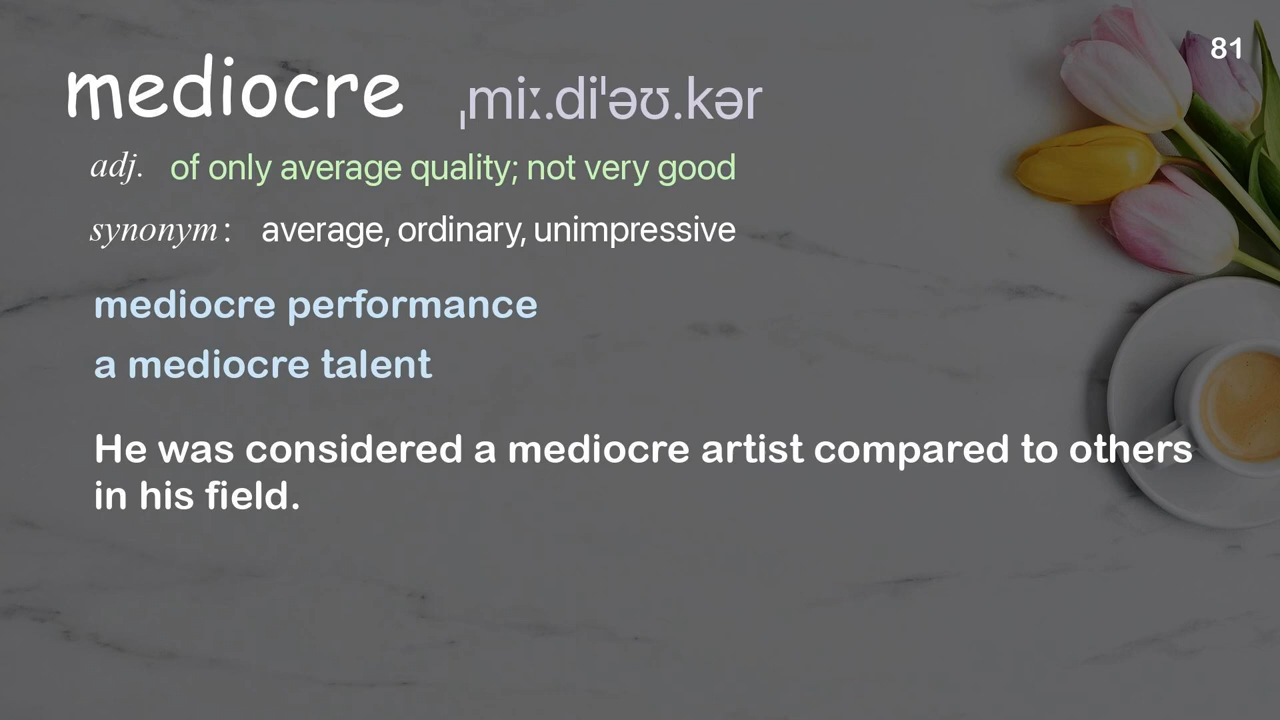 81
mediocre ˌmiː.diˈəʊ.kər
adj. of only average quality; not very good
synonym: average, ordinary, unimpressive
mediocre performance
a mediocre talent
He was considered a mediocre artist compared to others
in his field.